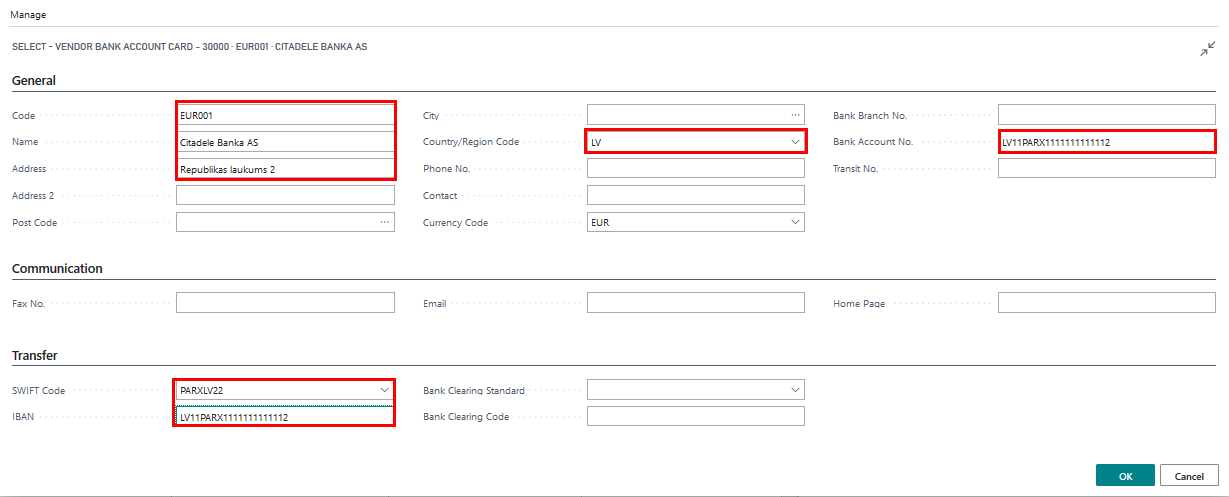 Manage
SELECT - VENDOR BANK ACCOUNT CARD - 30000 · EUR001 · CITADELE BANKA AS
General
Code EUR001 City ... Bank Branch No.
Name Citadele Banka AS Country/Region Code LV Bank Account No. LV11PARX1111111111112
Address Republikas laukums 2 Phone No. Transit No.
Address 2 Contact
Post Code ... Currency Code EUR
Communication
Fax No. Email Home Page
Transfer
SWIFT Code PARXLV22 Bank Clearing Standard
IBAN LV11PARX1111111111112 Bank Clearing Code
OK Cancel